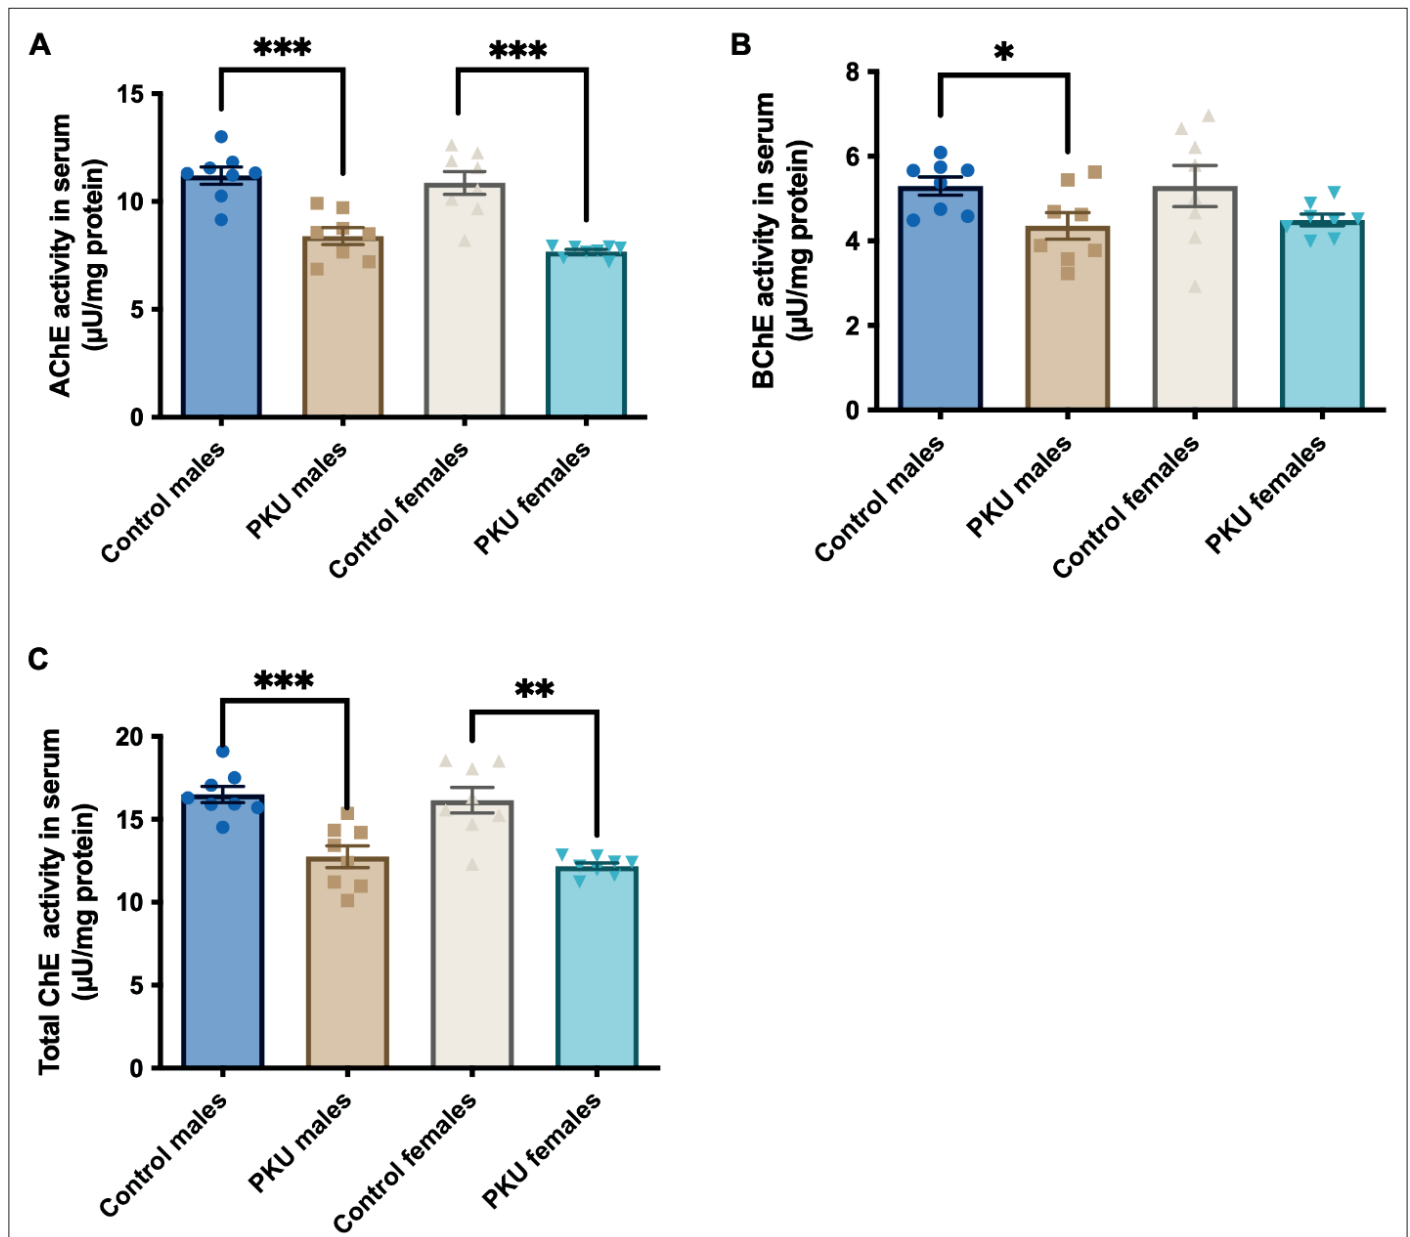 A
***
***
15
10
5
0
AChE activity in serum
(µU/mg protein)
Control males
PKU males
Control females
PKU females
B
*
8
6
4
2
0
BChE activity in serum
(µU/mg protein)
Control males
PKU males
Control females
PKU females
C
***
**
20
15
10
5
0
Total ChE activity in serum
(µU/mg protein)
Control males
PKU males
Control females
PKU females